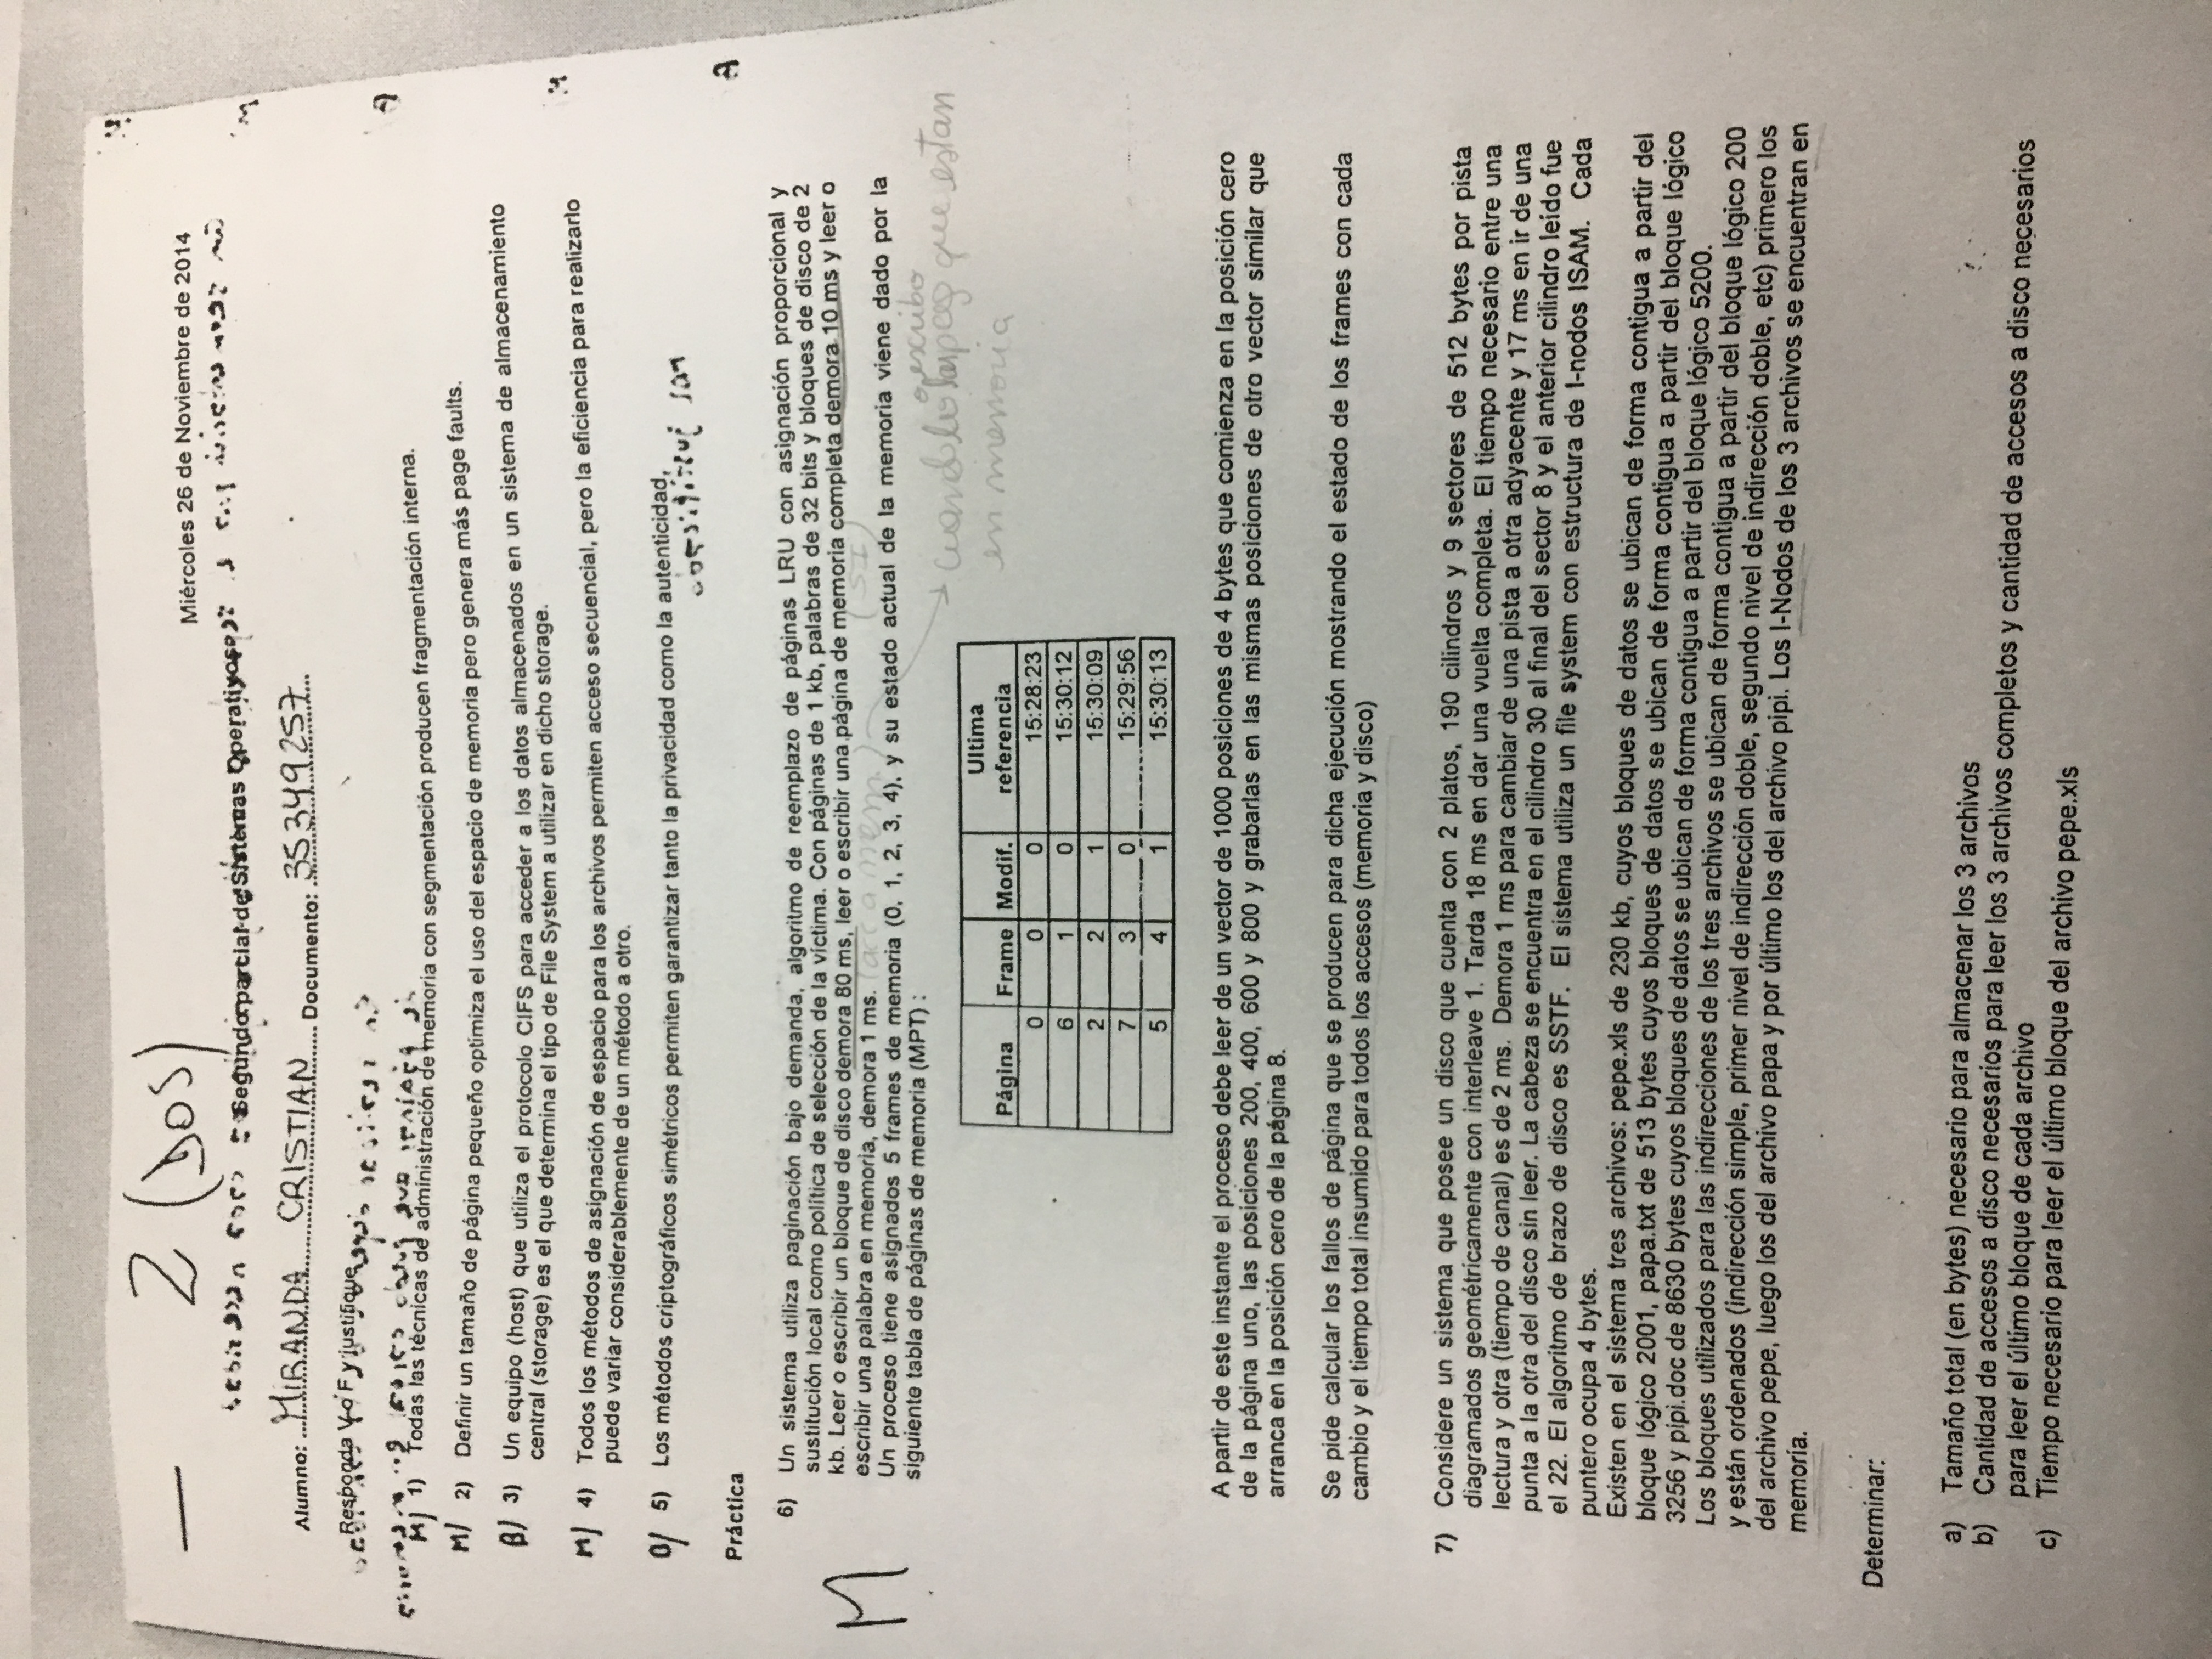 — 2 (DOS)
Miércoles 26 de Noviembre de 2014
Segundo parcial de Sistemas Operativos
Alumno: MIRANDA CRISTIAN Documento: 35349257
Responda V o F y justifique
M/ 1) Todas las técnicas de administración de memoria con segmentación producen fragmentación interna.
M/ 2) Definir un tamaño de página pequeño optimiza el uso del espacio de memoria pero genera más page faults.
B/ 3) Un equipo (host) que utiliza el protocolo CIFS para acceder a los datos almacenados en un sistema de almacenamiento
central (storage) es el que determina el tipo de File System a utilizar en dicho storage.
M/ 4) Todos los métodos de asignación de espacio para los archivos permiten acceso secuencial, pero la eficiencia para realizarlo
puede variar considerablemente de un método a otro.
0/ 5) Los métodos criptográficos simétricos permiten garantizar tanto la privacidad como la autenticidad.
Práctica
M
6) Un sistema utiliza paginación bajo demanda, algoritmo de reemplazo de páginas LRU con asignación proporcional y
sustitución local como política de selección de la víctima. Con páginas de 1 kb, palabras de 32 bits y bloques de disco de 2
kb. Leer o escribir un bloque de disco demora 80 ms, leer o escribir una página de memoria completa demora 10 ms y leer o
escribir una palabra en memoria, demora 1 ms. (acc a mem.) (SI)
Un proceso tiene asignados 5 frames de memoria (0, 1, 2, 3, 4), y su estado actual de la memoria viene dado por la
siguiente tabla de páginas de memoria (MPT) :
o escribo
cuando leo las pag que estan
en memoria
Página Frame Modif. Ultima referencia
0 0 0 15:28:23
6 1 0 15:30:12
2 2 1 15:30:09
7 3 0 15:29:56
5 4 1 15:30:13
A partir de este instante el proceso debe leer de un vector de 1000 posiciones de 4 bytes que comienza en la posición cero
de la página uno, las posiciones 200, 400, 600 y 800 y grabarlas en las mismas posiciones de otro vector similar que
arranca en la posición cero de la página 8.
Se pide calcular los fallos de página que se producen para dicha ejecución mostrando el estado de los frames con cada
cambio y el tiempo total insumido para todos los accesos (memoria y disco)
7) Considere un sistema que posee un disco que cuenta con 2 platos, 190 cilindros y 9 sectores de 512 bytes por pista
diagramados geométricamente con interleave 1. Tarda 18 ms en dar una vuelta completa. El tiempo necesario entre una
lectura y otra (tiempo de canal) es de 2 ms. Demora 1 ms para cambiar de una pista a otra adyacente y 17 ms en ir de una
punta a la otra del disco sin leer. La cabeza se encuentra en el cilindro 30 al final del sector 8 y el anterior cilindro leído fue
el 22. El algoritmo de brazo de disco es SSTF. El sistema utiliza un file system con estructura de I-nodos ISAM. Cada
puntero ocupa 4 bytes.
Existen en el sistema tres archivos: pepe.xls de 230 kb, cuyos bloques de datos se ubican de forma contigua a partir del
bloque lógico 2001, papa.txt de 513 bytes cuyos bloques de datos se ubican de forma contigua a partir del bloque lógico
3256 y pipi.doc de 8630 bytes cuyos bloques de datos se ubican de forma contigua a partir del bloque lógico 5200.
Los bloques utilizados para las indirecciones de los tres archivos se ubican de forma contigua a partir del bloque lógico 200
y están ordenados (indirección simple, primer nivel de indirección doble, segundo nivel de indirección doble, etc) primero los
del archivo pepe, luego los del archivo papa y por último los del archivo pipi. Los I-Nodos de los 3 archivos se encuentran en
memoria.
Determinar:
a) Tamaño total (en bytes) necesario para almacenar los 3 archivos
b) Cantidad de accesos a disco necesarios para leer los 3 archivos completos y cantidad de accesos a disco necesarios
para leer el último bloque de cada archivo
c) Tiempo necesario para leer el último bloque del archivo pepe.xls